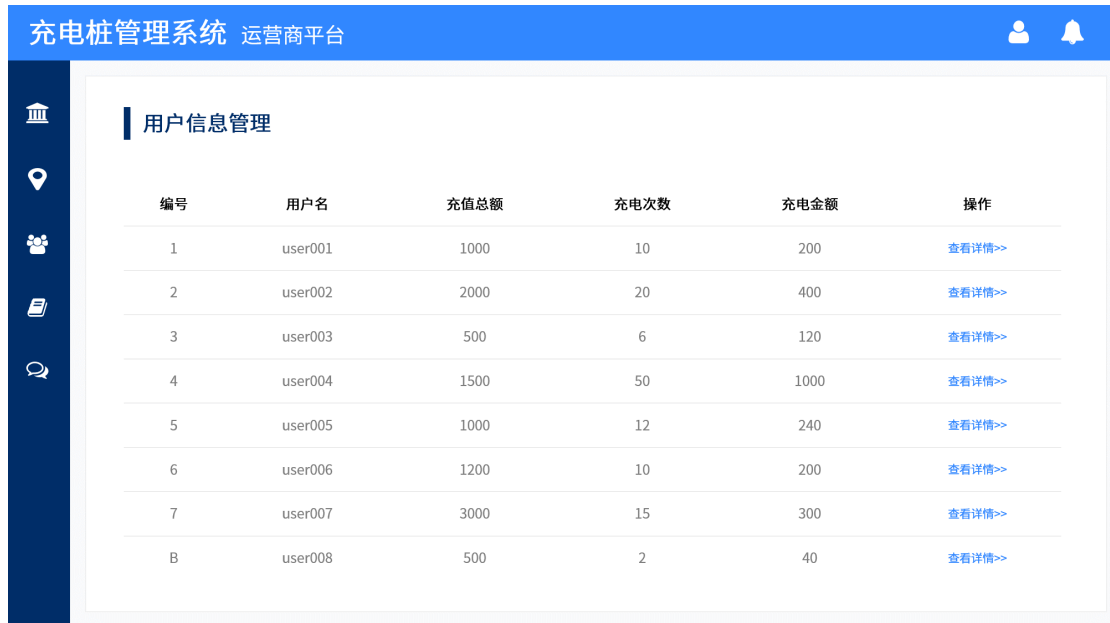 充电桩管理系统 运营商平台
用户信息管理
编号 用户名 充值总额 充电次数 充电金额 操作
1 user001 1000 10 200 查看详情>>
2 user002 2000 20 400 查看详情>>
3 user003 500 6 120 查看详情>>
4 user004 1500 50 1000 查看详情>>
5 user005 1000 12 240 查看详情>>
6 user006 1200 10 200 查看详情>>
7 user007 3000 15 300 查看详情>>
B user008 500 2 40 查看详情>>